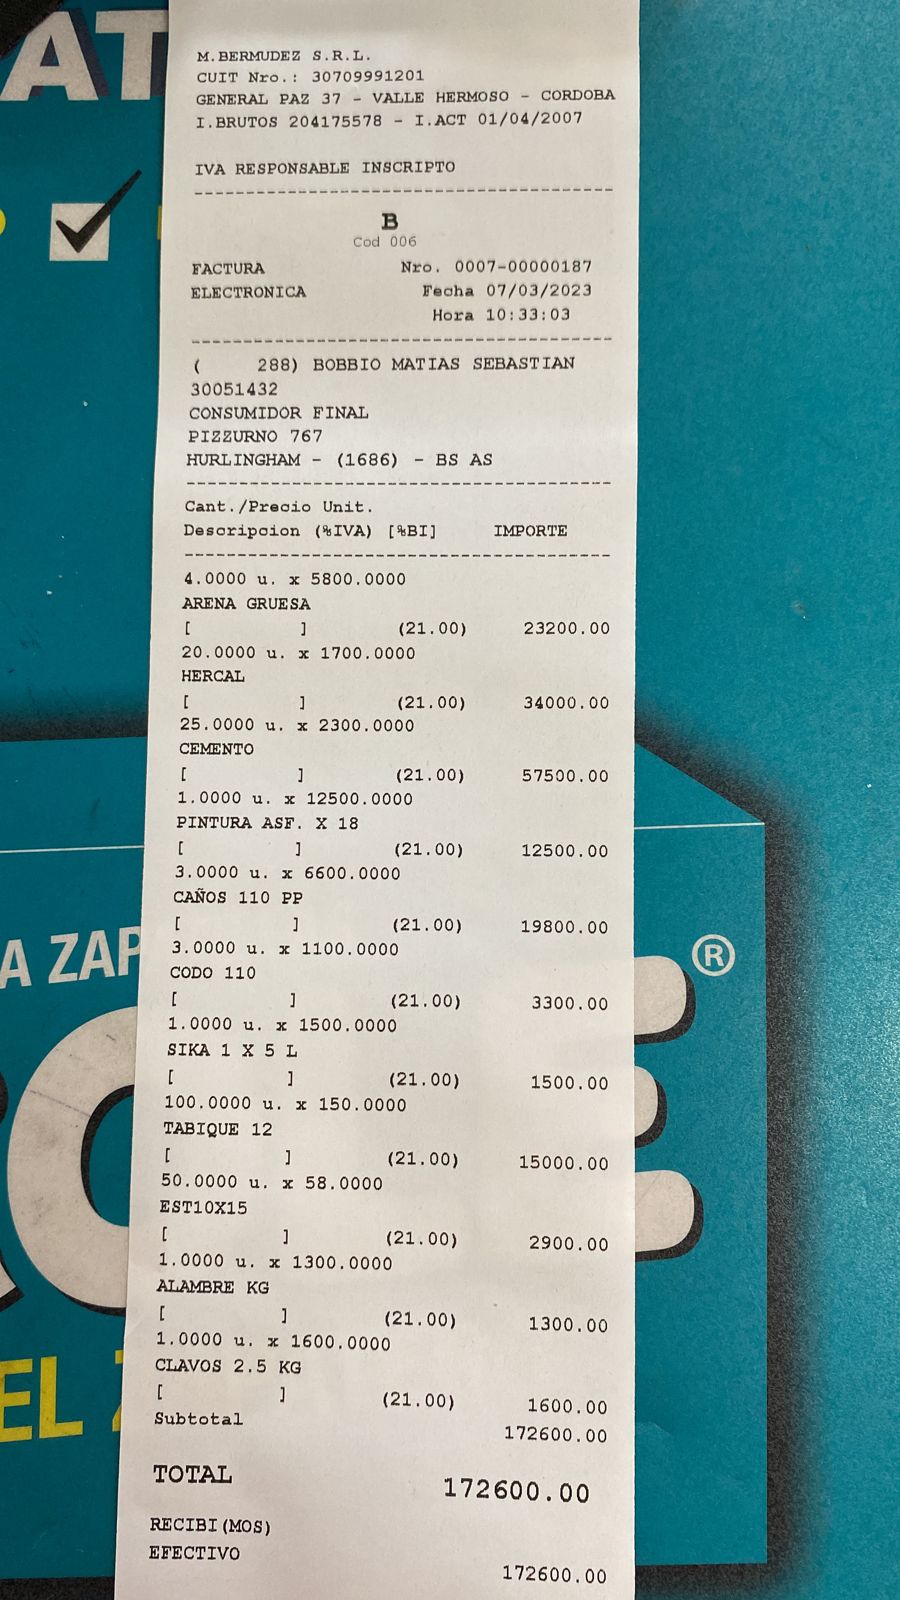 AT
M.BERMUDEZ S.R.L.
CUIT Nro.: 30709991201
GENERAL PAZ 37 - VALLE HERMOSO - CORDOBA
I.BRUTOS 204175578 - I.ACT 01/04/2007
IVA RESPONSABLE INSCRIPTO
B
Cod 006
FACTURA Nro. 0007-00000187
ELECTRONICA Fecha 07/03/2023
Hora 10:33:03
( 288) BOBBIO MATIAS SEBASTIAN
30051432
CONSUMIDOR FINAL
PIZZURNO 767
HURLINGHAM - (1686) - BS AS
Cant./Precio Unit.
Descripcion (%IVA) [%BI] IMPORTE
4.0000 u. x 5800.0000
ARENA GRUESA
[ ] (21.00) 23200.00
20.0000 u. x 1700.0000
HERCAL
[ ] (21.00) 34000.00
25.0000 u. x 2300.0000
CEMENTO
[ ] (21.00) 57500.00
1.0000 u. x 12500.0000
PINTURA ASF. X 18
[ ] (21.00) 12500.00
3.0000 u. x 6600.0000
CAÑOS 110 PP
[ ] (21.00) 19800.00
3.0000 u. x 1100.0000
CODO 110
[ ] (21.00) 3300.00
1.0000 u. x 1500.0000
SIKA 1 X 5 L
[ ] (21.00) 1500.00
100.0000 u. x 150.0000
TABIQUE 12
[ ] (21.00) 15000.00
50.0000 u. x 58.0000
EST10X15
[ ] (21.00) 2900.00
1.0000 u. x 1300.0000
ALAMBRE KG
[ ] (21.00) 1300.00
1.0000 u. x 1600.0000
CLAVOS 2.5 KG
[ ] (21.00) 1600.00
Subtotal 172600.00
TOTAL 172600.00
RECIBI(MOS)
EFECTIVO
172600.00
A ZAP
®
EL